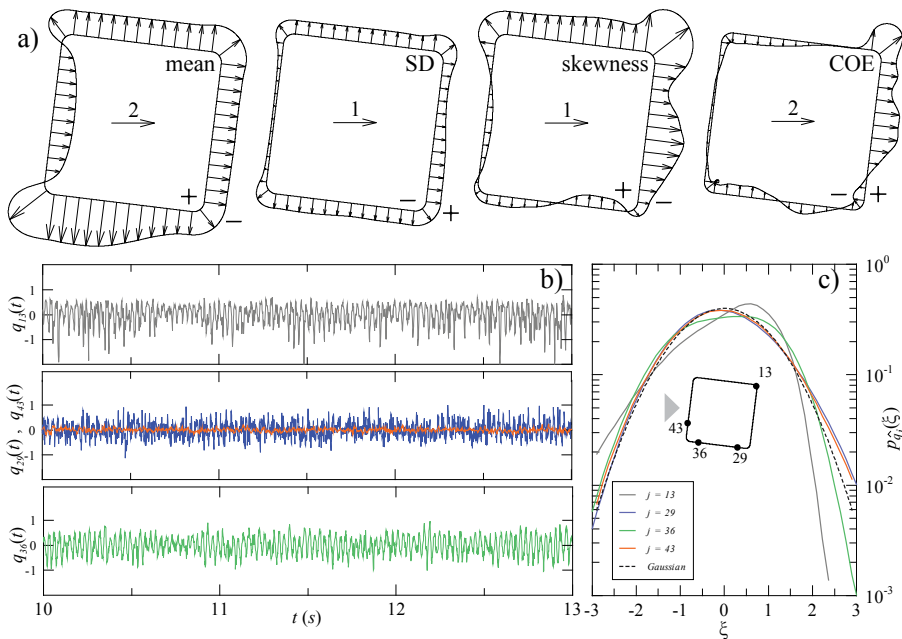 a)
mean
2
+
−
SD
1
−
+
skewness
1
+
−
COE
2
−
+
b)
q13(t)
1
0
-1
q29(t) , q43(t)
1
0
-1
q36(t)
1
0
-1
10
11
12
13
t (s)
c)
10^0
10^-1
10^-2
10^-3
-3
-2
-1
0
1
2
3
ξ
13
43
36
29
j = 13
j = 29
j = 36
j = 43
Gaussian